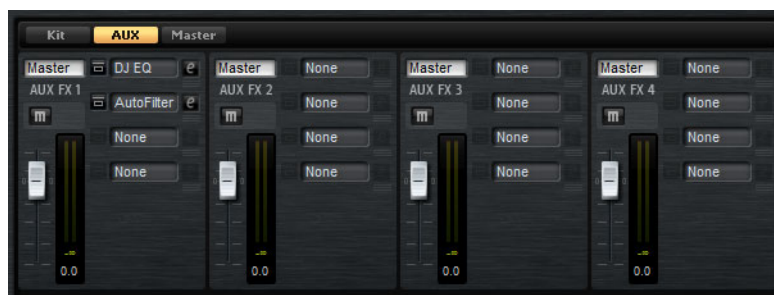 Kit AUX Master
Master DJ EQ e Master None Master None Master None
AUX FX 1 AUX FX 2 AUX FX 3 AUX FX 4
AutoFilter e None None None
m m m m
None None None None
None None None None
-∞ -∞ -∞ -∞
0.0 0.0 0.0 0.0